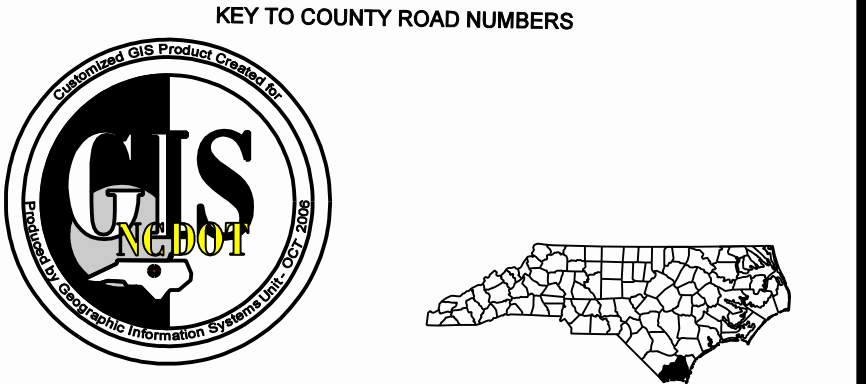 KEY TO COUNTY ROAD NUMBERS
Customized GIS Product Created for
GIS
NCDOT
Produced by Geographic Information Systems Unit - OCT 2006